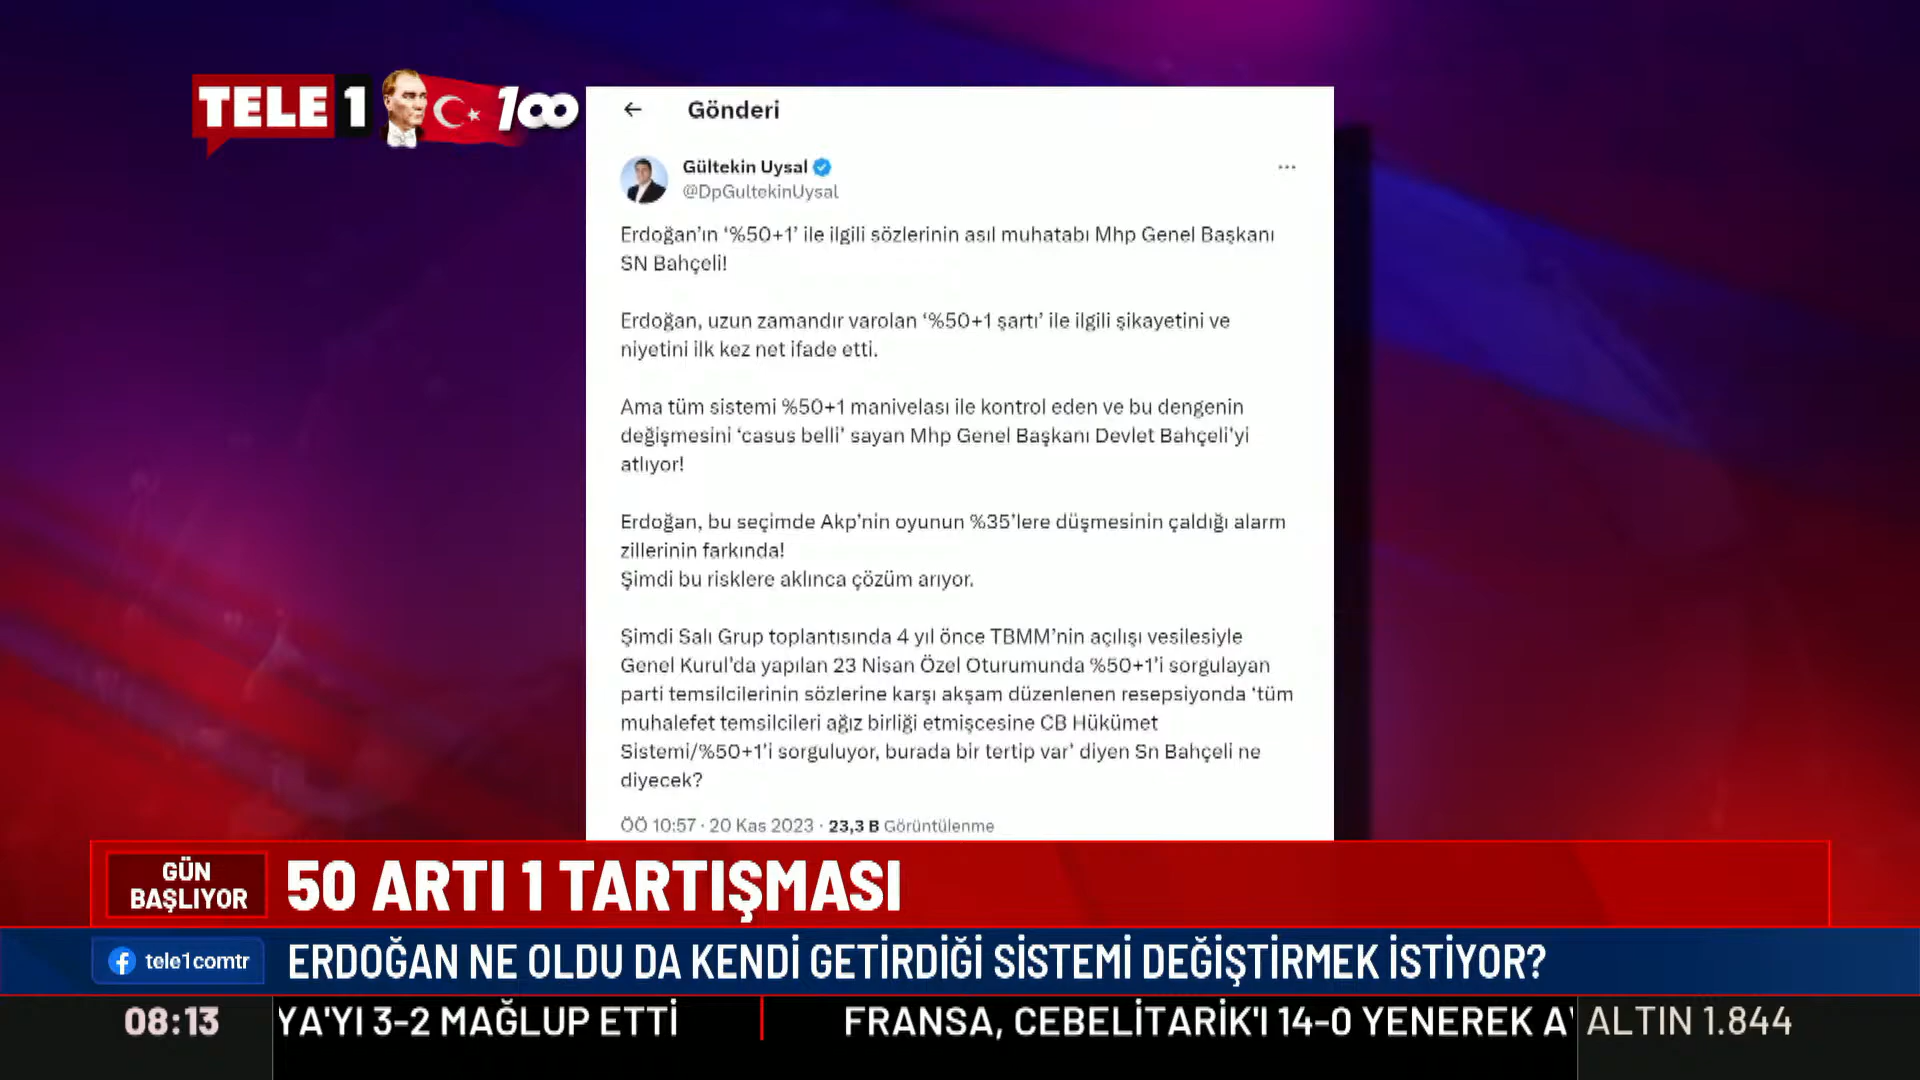 TELE 1
100
Gönderi
Gültekin Uysal
@DpGultekinUysal
Erdoğan'ın '%50+1' ile ilgili sözlerinin asıl muhatabı Mhp Genel Başkanı
SN Bahçeli!
Erdoğan, uzun zamandır varolan '%50+1 şartı' ile ilgili şikayetini ve
niyetini ilk kez net ifade etti.
Ama tüm sistemi %50+1 manivelası ile kontrol eden ve bu dengenin
değişmesini 'casus belli' sayan Mhp Genel Başkanı Devlet Bahçeli'yi
atlıyor!
Erdoğan, bu seçimde Akp'nin oyunun %35'lere düşmesinin çaldığı alarm
zillerinin farkında!
Şimdi bu risklere aklınca çözüm arıyor.
Şimdi Salı Grup toplantısında 4 yıl önce TBMM'nin açılışı vesilesiyle
Genel Kurul'da yapılan 23 Nisan Özel Oturumunda %50+1'i sorgulayan
parti temsilcilerinin sözlerine karşı akşam düzenlenen resepsiyonda 'tüm
muhalefet temsilcileri ağız birliği etmişcesine CB Hükümet
Sistemi/%50+1'i sorguluyor, burada bir tertip var' diyen Sn Bahçeli ne
diyecek?
ÖÖ 10:57 · 20 Kas 2023 · 23,3 B Görüntülenme
GÜN
BAŞLIYOR
50 ARTI 1 TARTIŞMASI
tele1comtr
ERDOĞAN NE OLDU DA KENDİ GETİRDİĞİ SİSTEMİ DEĞİŞTİRMEK İSTİYOR?
08:13
YA'YI 3-2 MAĞLUP ETTİ
FRANSA, CEBELİTARİK'I 14-0 YENEREK
ALTIN 1.844